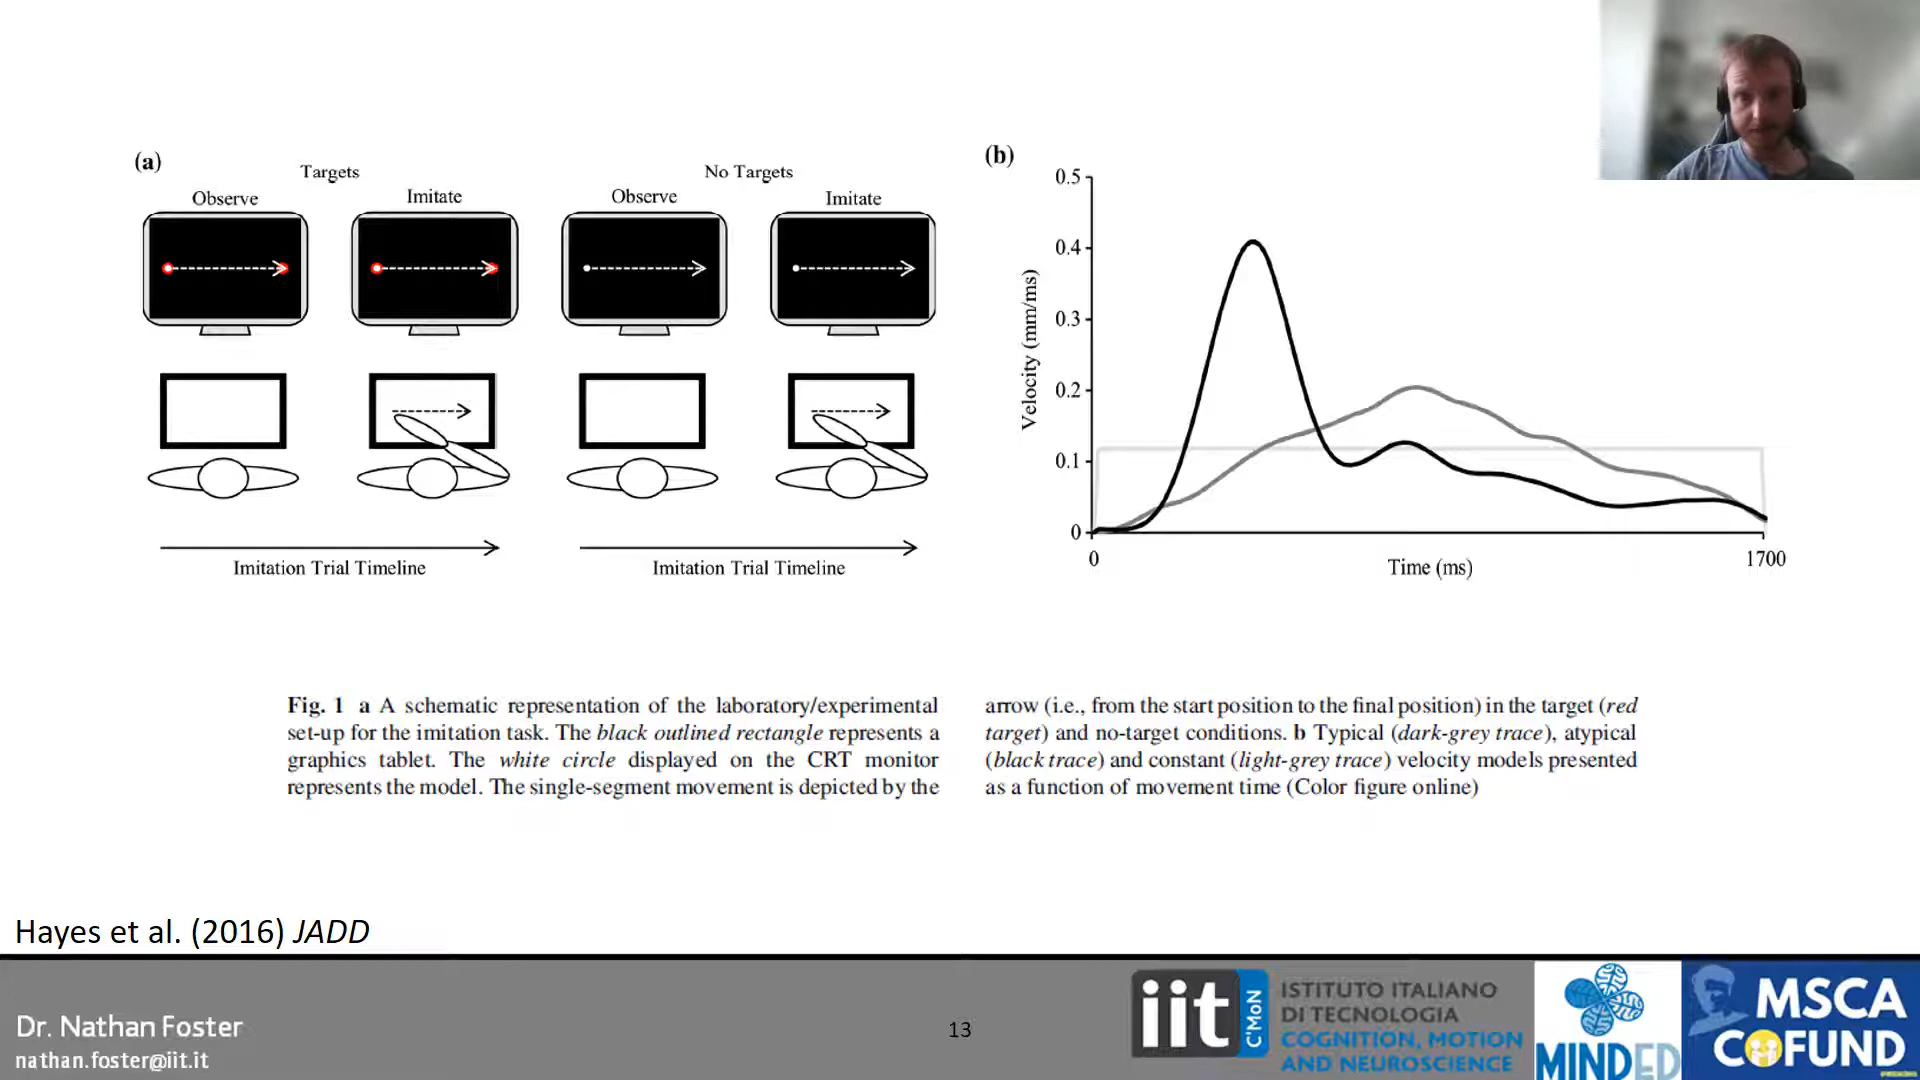 (a)
Targets
No Targets
Observe
Imitate
Observe
Imitate
Imitation Trial Timeline
Imitation Trial Timeline
(b)
0.5
0.4
0.3
0.2
0.1
0
Velocity (mm/ms)
0
1700
Time (ms)
Fig. 1 a A schematic representation of the laboratory/experimental
set-up for the imitation task. The black outlined rectangle represents a
graphics tablet. The white circle displayed on the CRT monitor
represents the model. The single-segment movement is depicted by the
arrow (i.e., from the start position to the final position) in the target (red
target) and no-target conditions. b Typical (dark-grey trace), atypical
(black trace) and constant (light-grey trace) velocity models presented
as a function of movement time (Color figure online)
Hayes et al. (2016) JADD
Dr. Nathan Foster
nathan.foster@iit.it
13
iit
C'MoN
ISTITUTO ITALIANO
DI TECNOLOGIA
COGNITION, MOTION
AND NEUROSCIENCE
MINDED
MSCA
COFUND